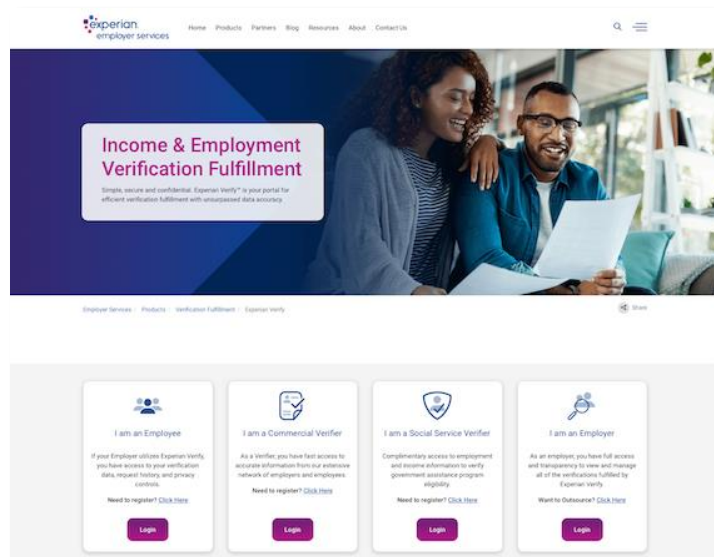 experian.
employer services
Home Products Partners Blog Resources About Contact Us
Income & Employment
Verification Fulfillment
Simple, secure and confidential. Experian Verify™ is your portal for
efficient verification fulfillment with unsurpassed data accuracy.
Employer Services / Products / Verification Fulfillment / Experian Verify
Share
I am an Employee
If your Employer utilizes Experian Verify,
you have access to your verification
data, request history, and privacy
controls.
Need to register? Click Here
Login
I am a Commercial Verifier
As a Verifier, you have fast access to
accurate information from our extensive
network of employers and employees.
Need to register? Click Here
Login
I am a Social Service Verifier
Complimentary access to employment
and income information to verify
government assistance program
eligibility.
Need to register? Click Here
Login
I am an Employer
As an employer, you have full access
and transparency to view and manage
all of the verifications fulfilled by
Experian Verify.
Want to Outsource? Click Here
Login